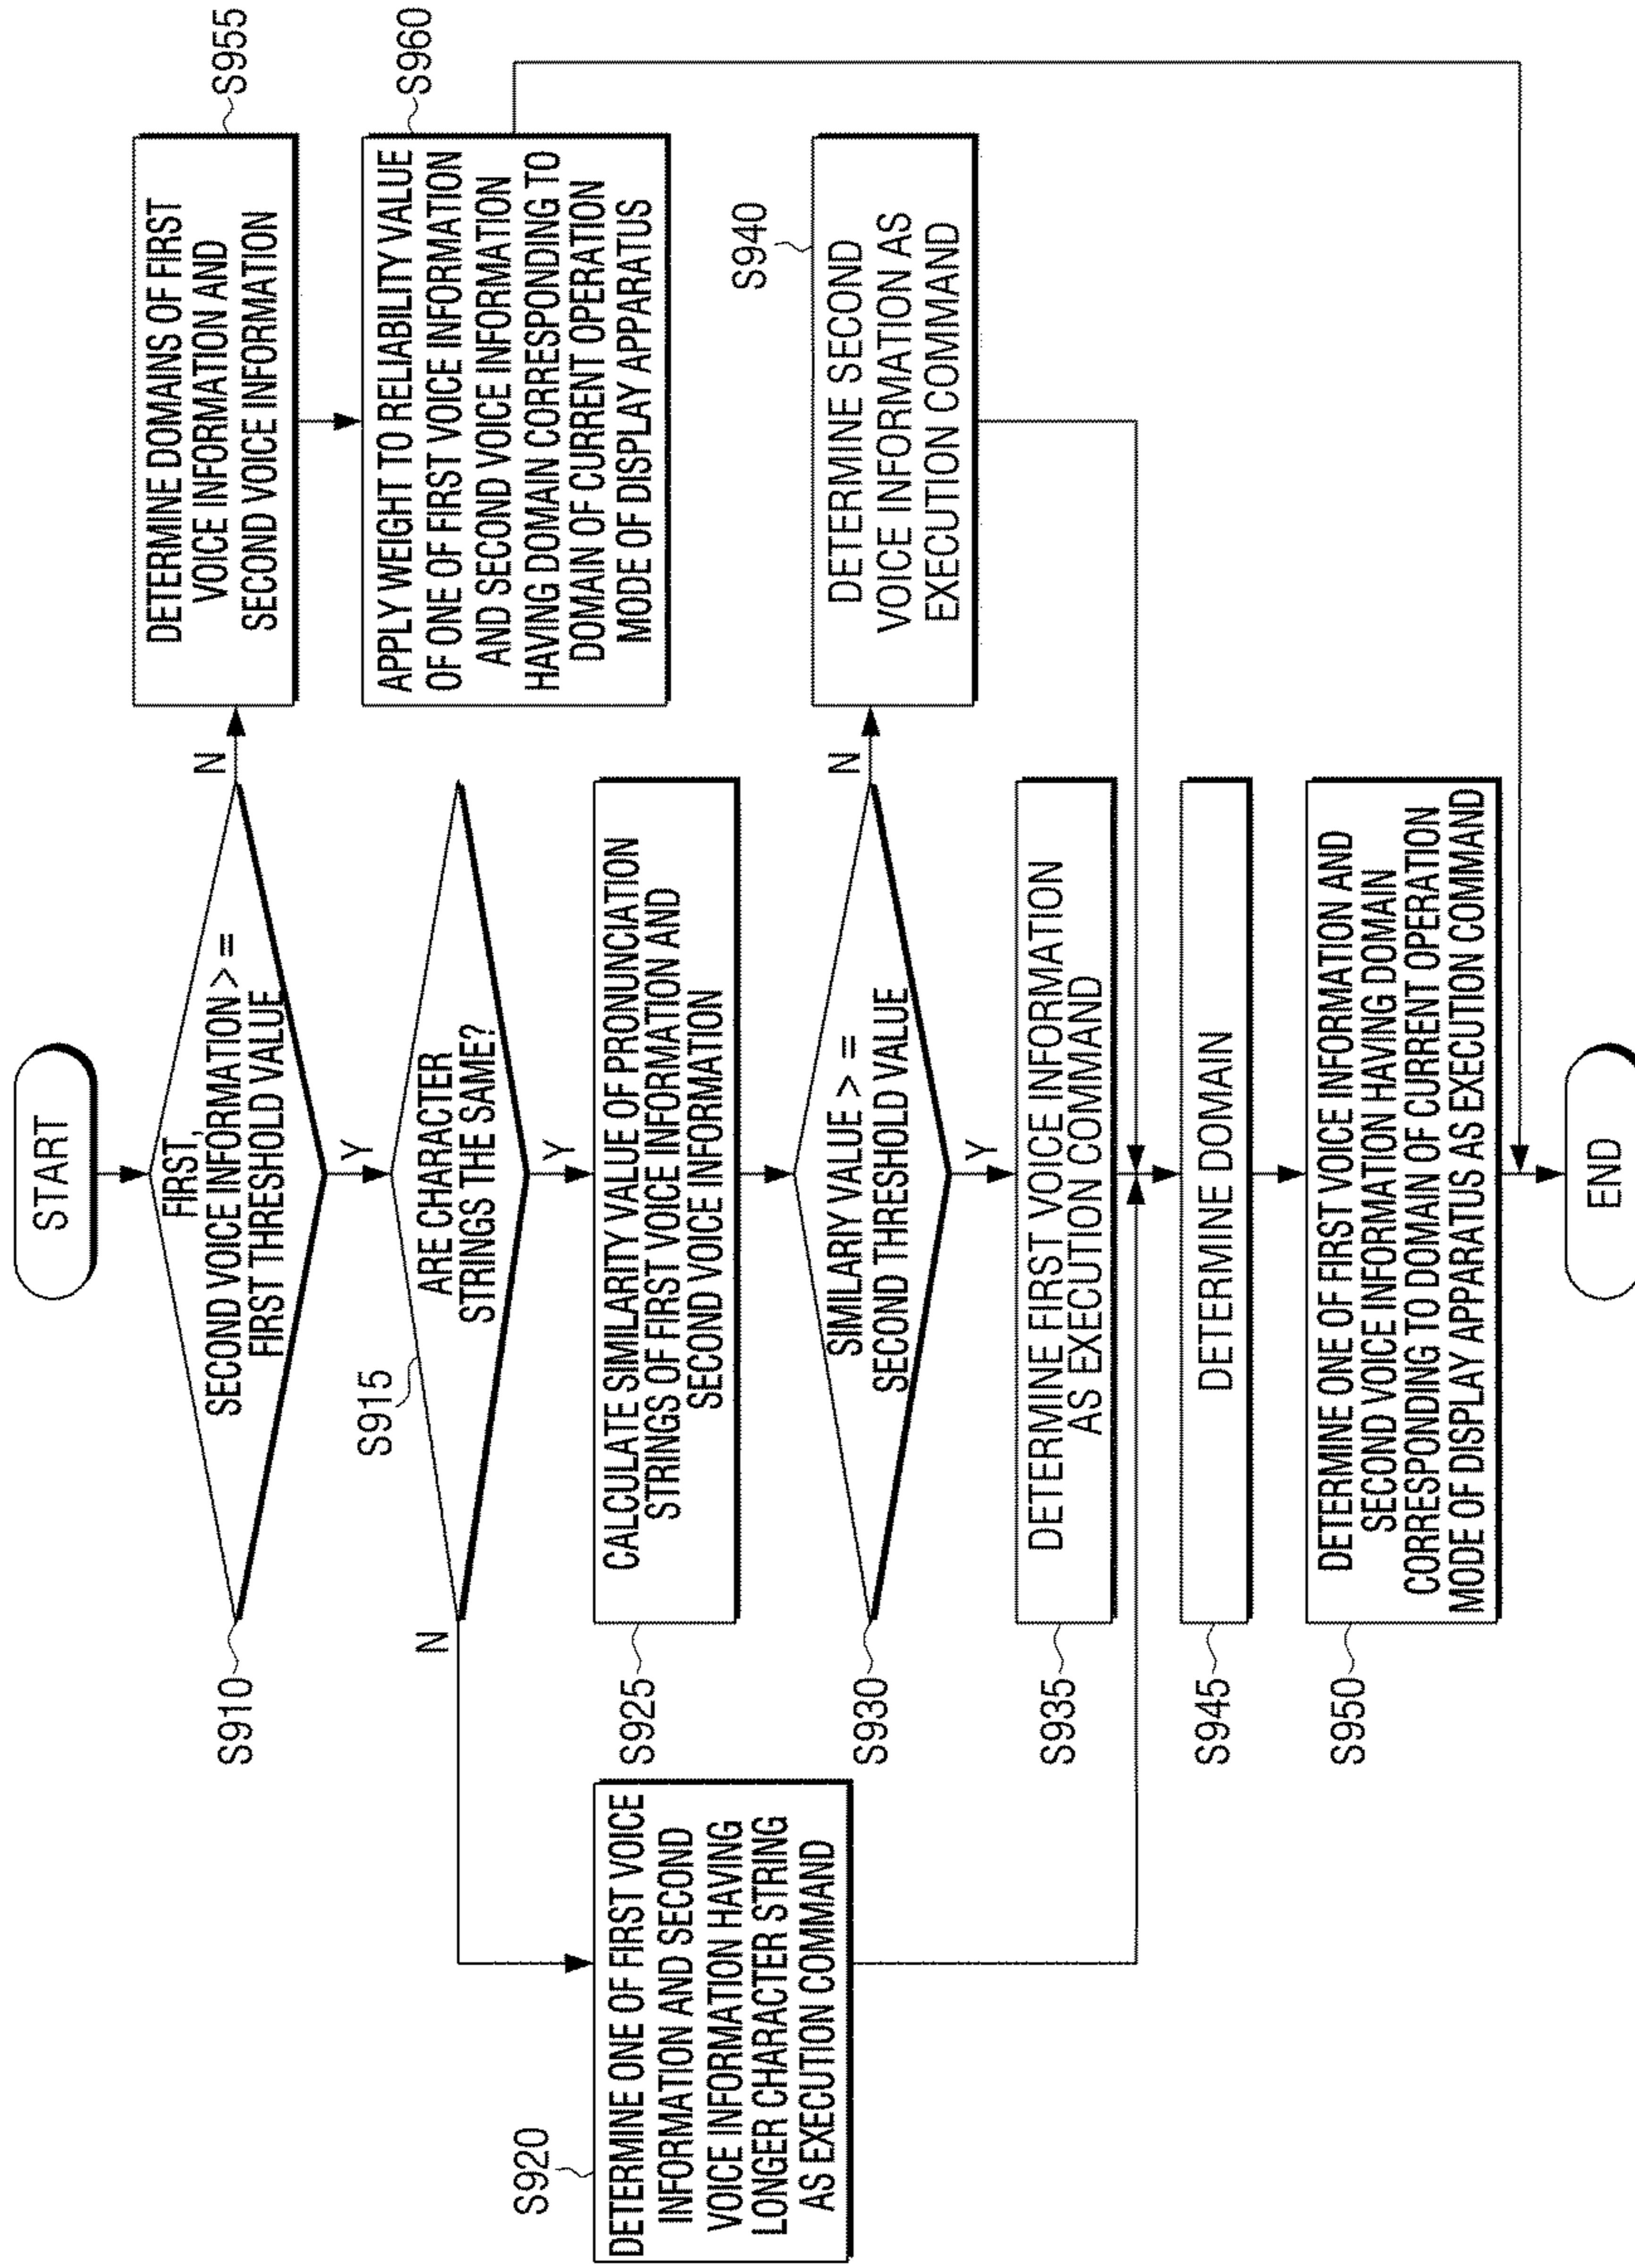 START
FIRST,
SECOND VOICE INFORMATION > =
FIRST THRESHOLD VALUE
S910
N
DETERMINE DOMAINS OF FIRST
VOICE INFORMATION AND
SECOND VOICE INFORMATION
S955
Y
ARE CHARACTER
STRINGS THE SAME?
S915
N
APPLY WEIGHT TO RELIABILITY VALUE
OF ONE OF FIRST VOICE INFORMATION
AND SECOND VOICE INFORMATION
HAVING DOMAIN CORRESPONDING TO
DOMAIN OF CURRENT OPERATION
MODE OF DISPLAY APPARATUS
S960
Y
S920
DETERMINE ONE OF FIRST VOICE
INFORMATION AND SECOND
VOICE INFORMATION HAVING
LONGER CHARACTER STRING
AS EXECUTION COMMAND
CALCULATE SIMILARITY VALUE OF PRONUNCIATION
STRINGS OF FIRST VOICE INFORMATION AND
SECOND VOICE INFORMATION
S925
SIMILARIY VALUE > =
SECOND THRESHOLD VALUE
S930
N
DETERMINE SECOND
VOICE INFORMATION AS
EXECUTION COMMAND
S940
Y
DETERMINE FIRST VOICE INFORMATION
AS EXECUTION COMMAND
S935
DETERMINE DOMAIN
S945
DETERMINE ONE OF FIRST VOICE INFORMATION AND
SECOND VOICE INFORMATION HAVING DOMAIN
CORRESPONDING TO DOMAIN OF CURRENT OPERATION
MODE OF DISPLAY APPARATUS AS EXECUTION COMMAND
S950
END